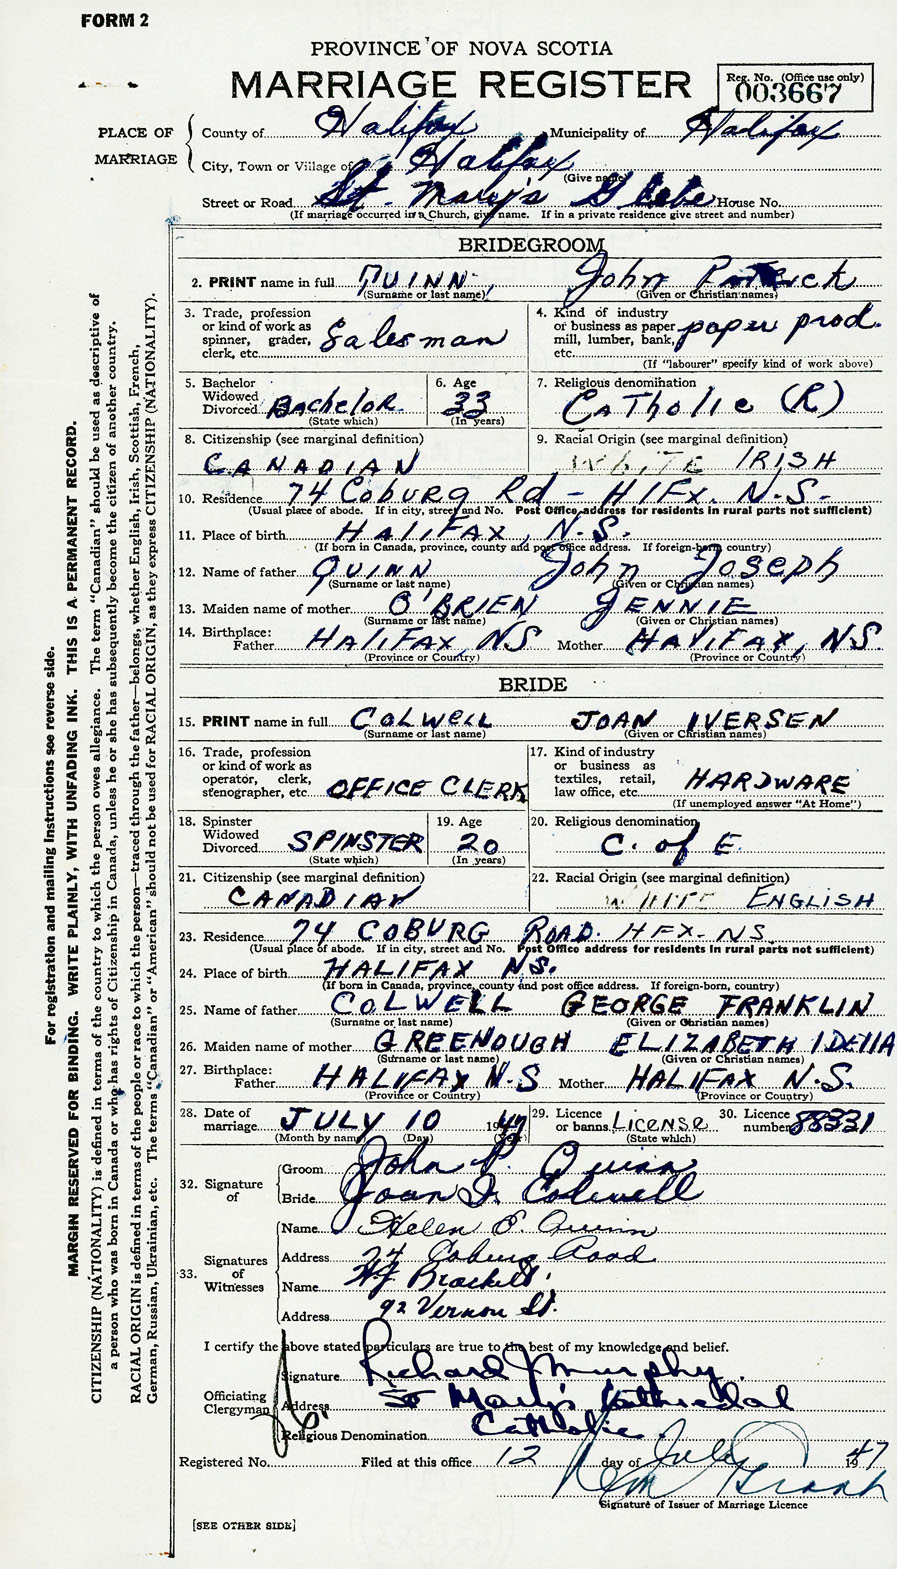 FORM 2
PROVINCE OF NOVA SCOTIA
MARRIAGE REGISTER
Reg. No. (Office use only)
003667
PLACE OF MARRIAGE
County of Halifax Municipality of Halifax
City, Town or Village of Halifax
(Give name)
Street or Road St. Mary's Glebe House No.
(If marriage occurred in a Church, give name. If in a private residence give street and number)
BRIDEGROOM
2. PRINT name in full QUINN, John Patrick
(Surname or last name) (Given or Christian names)
3. Trade, profession or kind of work as spinner, grader, clerk, etc. Salesman
4. Kind of industry or business as paper mill, lumber, bank, etc. paper prod.
(If "labourer" specify kind of work above)
5. Bachelor Widowed Divorced Bachelor
(State which)
6. Age 33
(In years)
7. Religious denomination Catholic (R)
8. Citizenship (see marginal definition)
CANADIAN
9. Racial Origin (see marginal definition)
WHITE IRISH
10. Residence 74 Coburg Rd - HIFx. N.S.
(Usual place of abode. If in city, street and No. Post Office address for residents in rural parts not sufficient)
11. Place of birth HALIFAX, N.S.
(If born in Canada, province, county and post office address. If foreign-born, country)
12. Name of father QUINN John Joseph
(Surname or last name) (Given or Christian names)
13. Maiden name of mother O'BRIEN JENNIE
(Surname or last name) (Given or Christian names)
14. Birthplace: Father HALIFAX, NS Mother HALIFAX, NS
(Province or Country) (Province or Country)
BRIDE
15. PRINT name in full COLWELL JOAN IVERSEN
(Surname or last name) (Given or Christian names)
16. Trade, profession or kind of work as operator, clerk, stenographer, etc. OFFICE CLERK
17. Kind of industry or business as textiles, retail, law office, etc. HARDWARE
(If unemployed answer "At Home")
18. Spinster Widowed Divorced SPINSTER
(State which)
19. Age 20
(In years)
20. Religious denomination C. of E.
21. Citizenship (see marginal definition)
CANADIAN
22. Racial Origin (see marginal definition)
WHITE ENGLISH
23. Residence 74 COBURG ROAD. HFX. NS.
(Usual place of abode. If in city, street and No. Post Office address for residents in rural parts not sufficient)
24. Place of birth HALIFAX NS.
(If born in Canada, province, county and post office address. If foreign-born, country)
25. Name of father COLWELL GEORGE FRANKLIN
(Surname or last name) (Given or Christian names)
26. Maiden name of mother GREENOUGH ELIZABETH IDELLA
(Surname or last name) (Given or Christian names)
27. Birthplace: Father HALIFAX N.S Mother HALIFAX N.S.
(Province or Country) (Province or Country)
28. Date of marriage JULY 10 1947
(Month by name) (Day) (Year)
29. Licence or banns LICENSE
(State which)
30. Licence number 88331
32. Signature of
Groom John P. Quinn
Bride Joan I. Colwell
33. Signatures of Witnesses
Name Helen E. Quinn
Address 74 Coburg Road
Name Brackett
Address 92 Vernon St.
I certify the above stated particulars are true to the best of my knowledge and belief.
Officiating Clergyman
Signature Richard J Murphy.
Address St Mary's Cathedral
Religious Denomination Catholic
Registered No. Filed at this office 12 day of July 1947
Grant
Signature of Issuer of Marriage Licence
[SEE OTHER SIDE]
For registration and mailing instructions see reverse side.
MARGIN RESERVED FOR BINDING. WRITE PLAINLY, WITH UNFADING INK. THIS IS A PERMANENT RECORD.
CITIZENSHIP (NATIONALITY) is defined in terms of the country to which the person owes allegiance. The term "Canadian" should be used as descriptive of
a person who was born in Canada or who has rights of Citizenship in Canada, unless he or she has subsequently become the citizen of another country.
RACIAL ORIGIN is defined in terms of the people or race to which the person—traced through the father—belongs, whether English, Irish, Scottish, French,
German, Russian, Ukrainian, etc. The terms "Canadian" or "American" should not be used for RACIAL ORIGIN, as they express CITIZENSHIP (NATIONALITY).